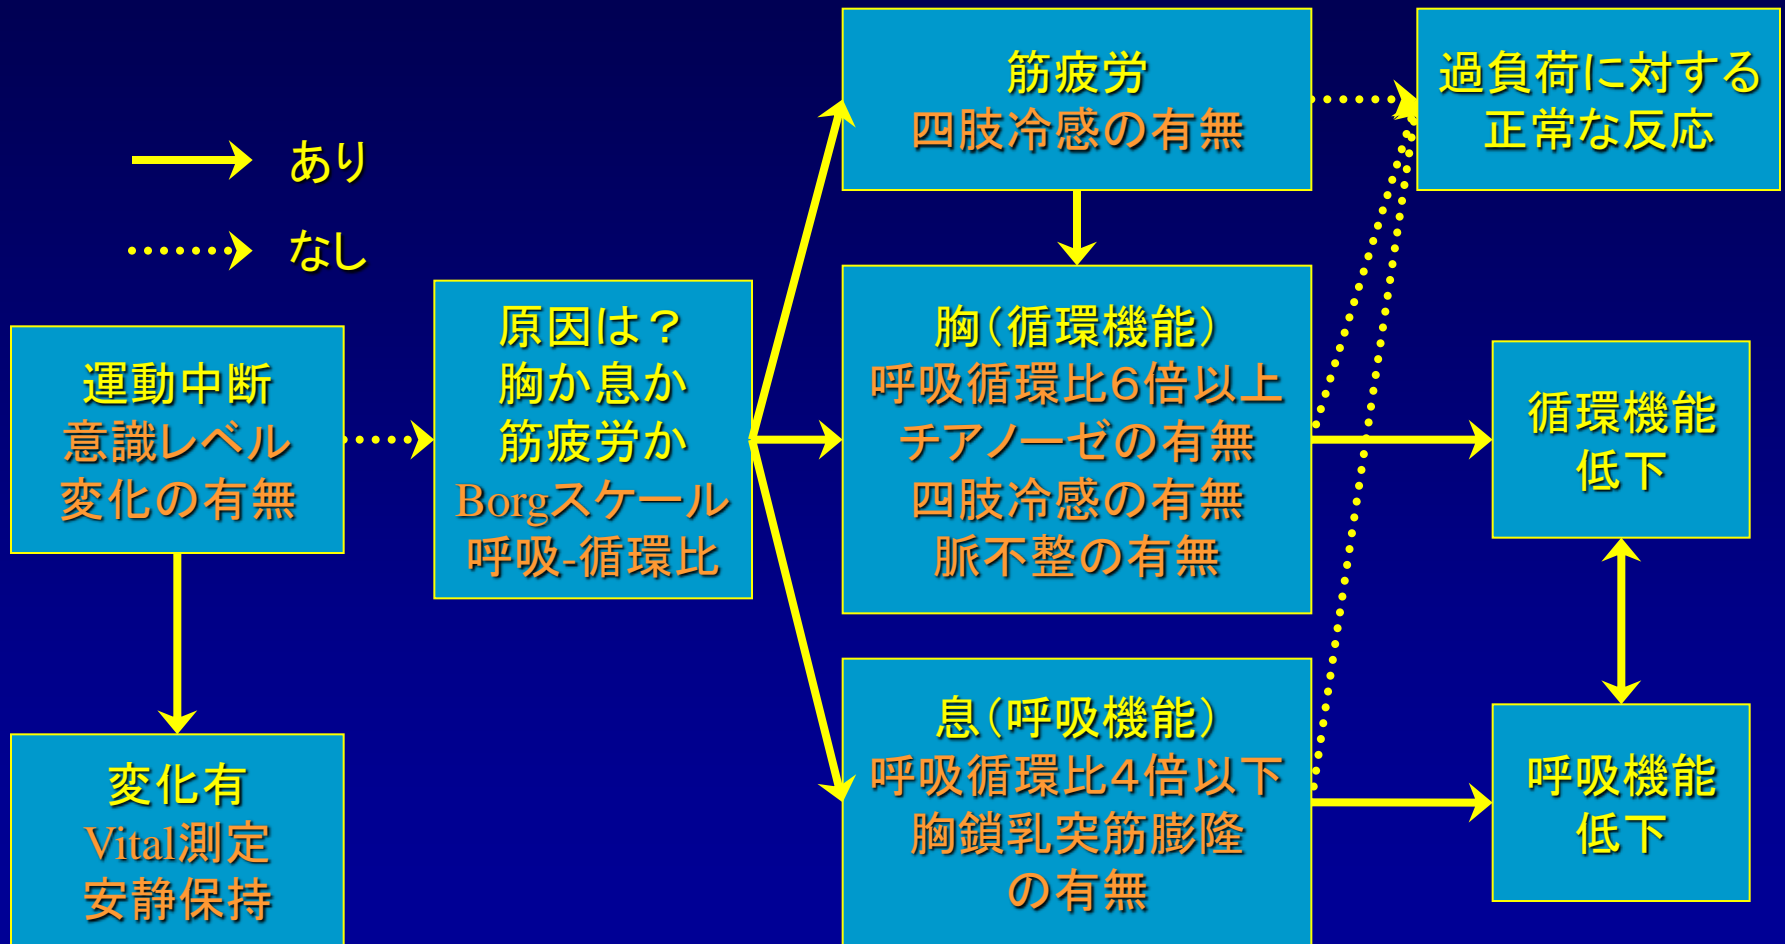 あり
なし
運動中断
意識レベル
変化の有無
変化有
Vital測定
安静保持
原因は？
胸か息か
筋疲労か
Borgスケール
呼吸-循環比
筋疲労
四肢冷感の有無
胸（循環機能）
呼吸循環比６倍以上
チアノーゼの有無
四肢冷感の有無
脈不整の有無
息（呼吸機能）
呼吸循環比４倍以下
胸鎖乳突筋膨隆
の有無
過負荷に対する
正常な反応
循環機能
低下
呼吸機能
低下